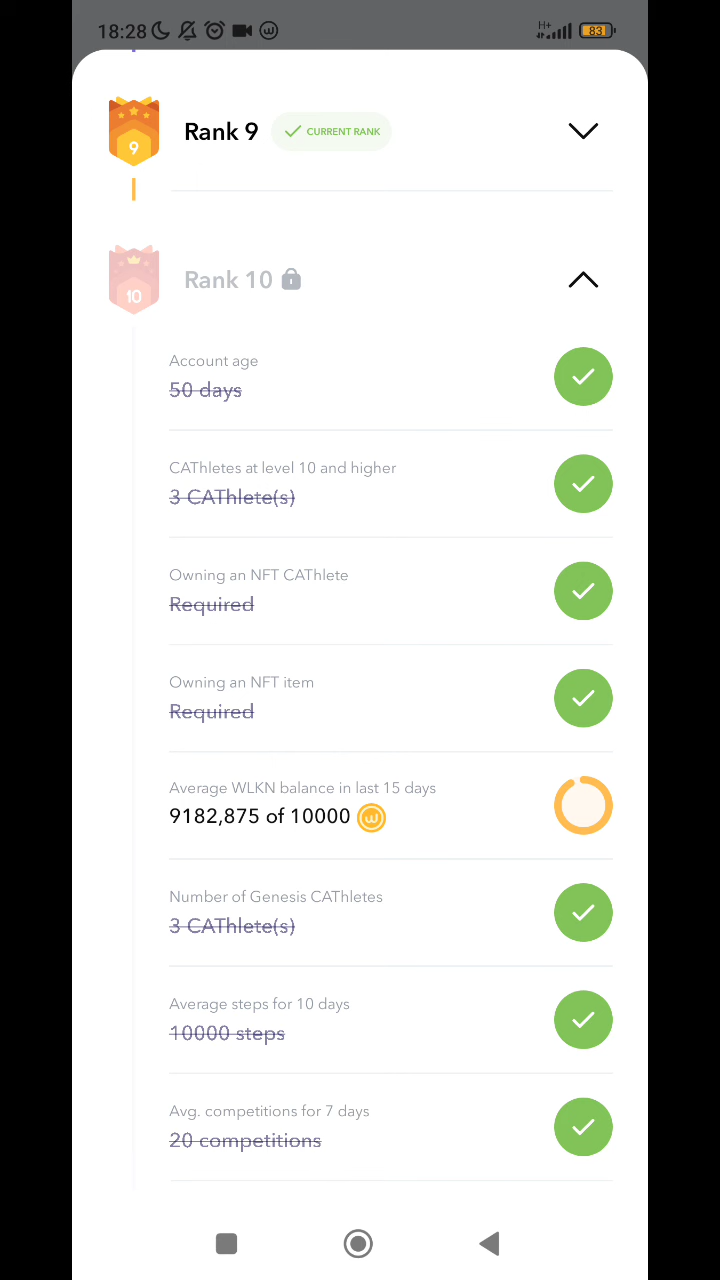 18:28
H+
83
9
Rank 9
CURRENT RANK
10
Rank 10
Account age
50 days
CAThletes at level 10 and higher
3 CAThlete(s)
Owning an NFT CAThlete
Required
Owning an NFT item
Required
Average WLKN balance in last 15 days
9182,875 of 10000
Number of Genesis CAThletes
3 CAThlete(s)
Average steps for 10 days
10000 steps
Avg. competitions for 7 days
20 competitions